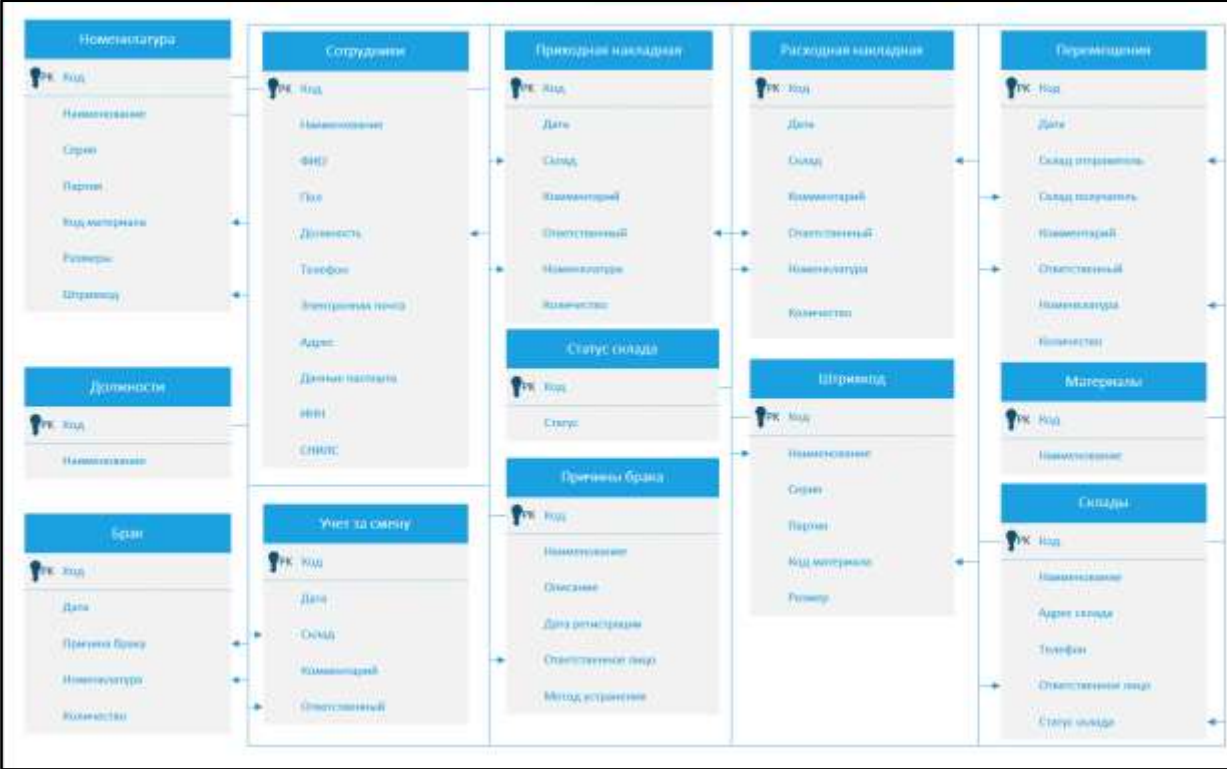 Номенклатура
PK Код
Наименование
Серия
Партия
Код материала
Размеры
Штрихкод
Должности
PK Код
Наименование
Брак
PK Код
Дата
Причина браку
Номенклатура
Количество
Сотрудники
PK Код
Наименование
ФИО
Пол
Должность
Телефон
Электронная почта
Адрес
Данные паспорта
ИНН
СНИЛС
Учет за смену
PK Код
Дата
Склад
Комментарий
Ответственный
Приходная накладная
PK Код
Дата
Склад
Комментарий
Ответственный
Номенклатура
Количество
Статус склада
PK Код
Статус
Причины брака
PK Код
Наименование
Описание
Дата регистрации
Ответственное лицо
Метод устранения
Расходная накладная
PK Код
Дата
Склад
Комментарий
Ответственный
Номенклатура
Количество
Штрихкод
PK Код
Наименование
Серия
Партия
Код материала
Размер
Перемещения
PK Код
Дата
Склад отправитель
Склад получатель
Комментарий
Ответственный
Номенклатура
Количество
Материалы
PK Код
Наименование
Склады
PK Код
Наименование
Адрес склада
Телефон
Ответственное лицо
Статус склада